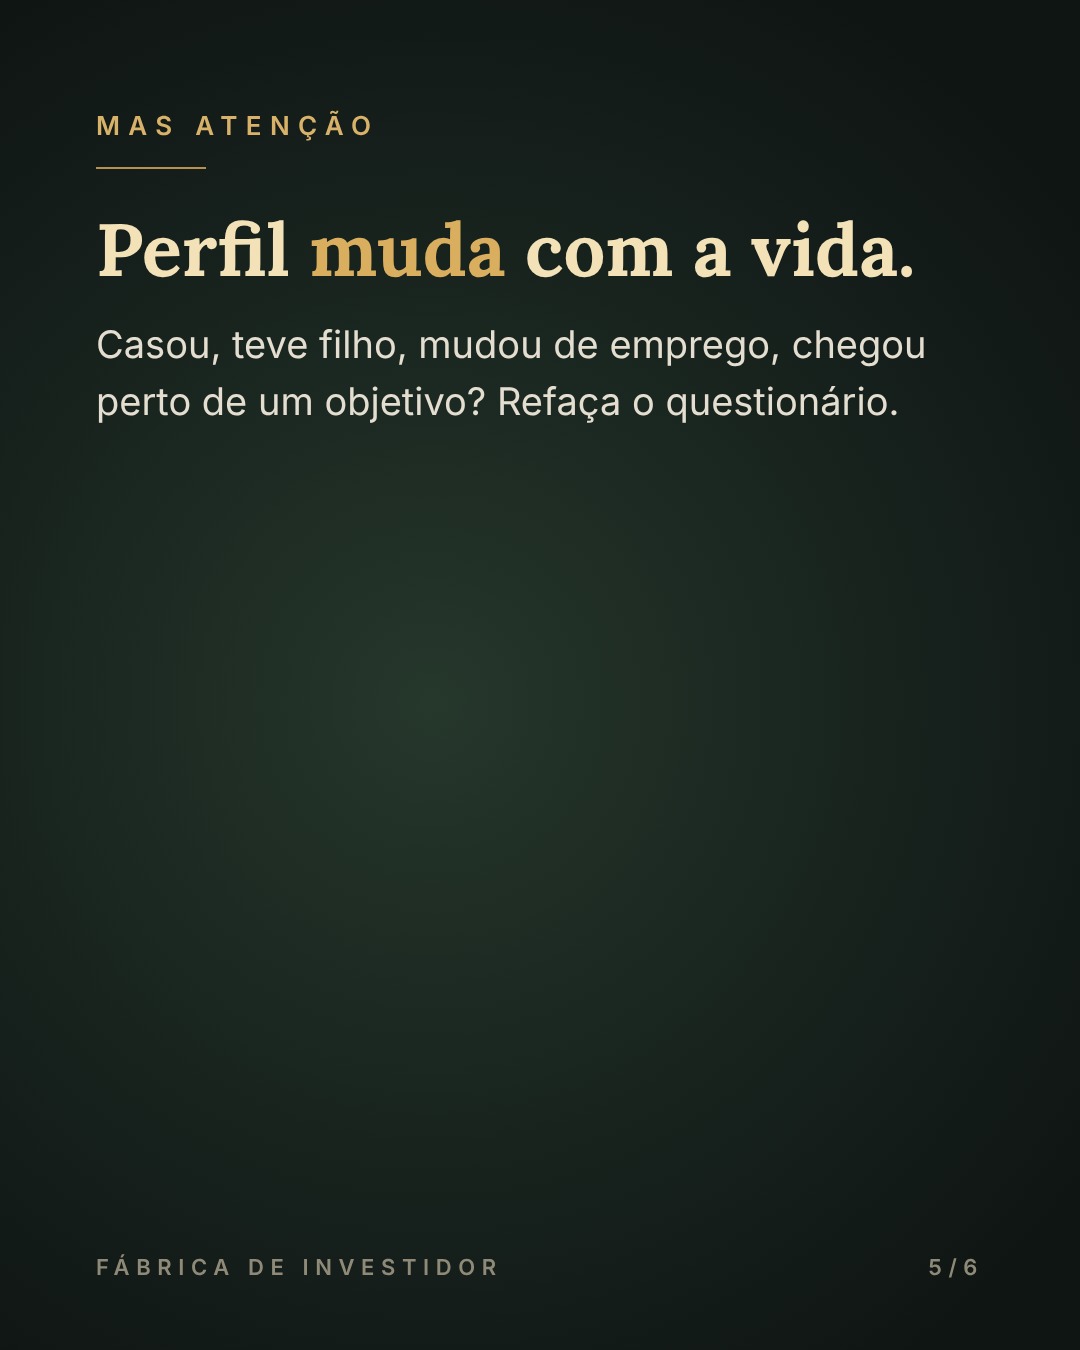 MAS ATENÇÃO
Perfil muda com a vida.
Casou, teve filho, mudou de emprego, chegou
perto de um objetivo? Refaça o questionário.
FÁBRICA DE INVESTIDOR
5/6